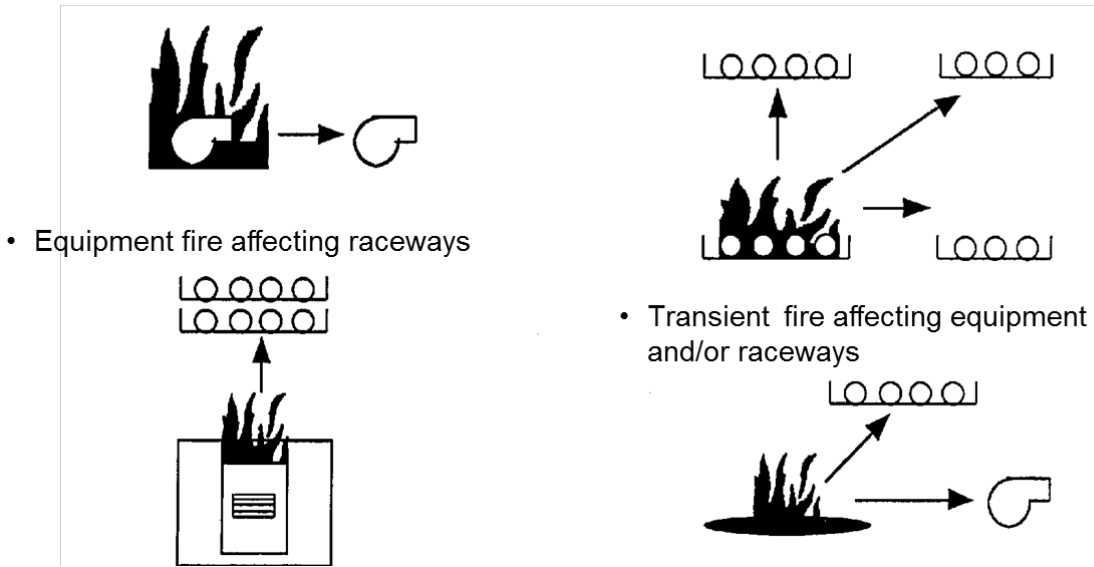 • Equipment fire affecting raceways
• Transient fire affecting equipment
and/or raceways